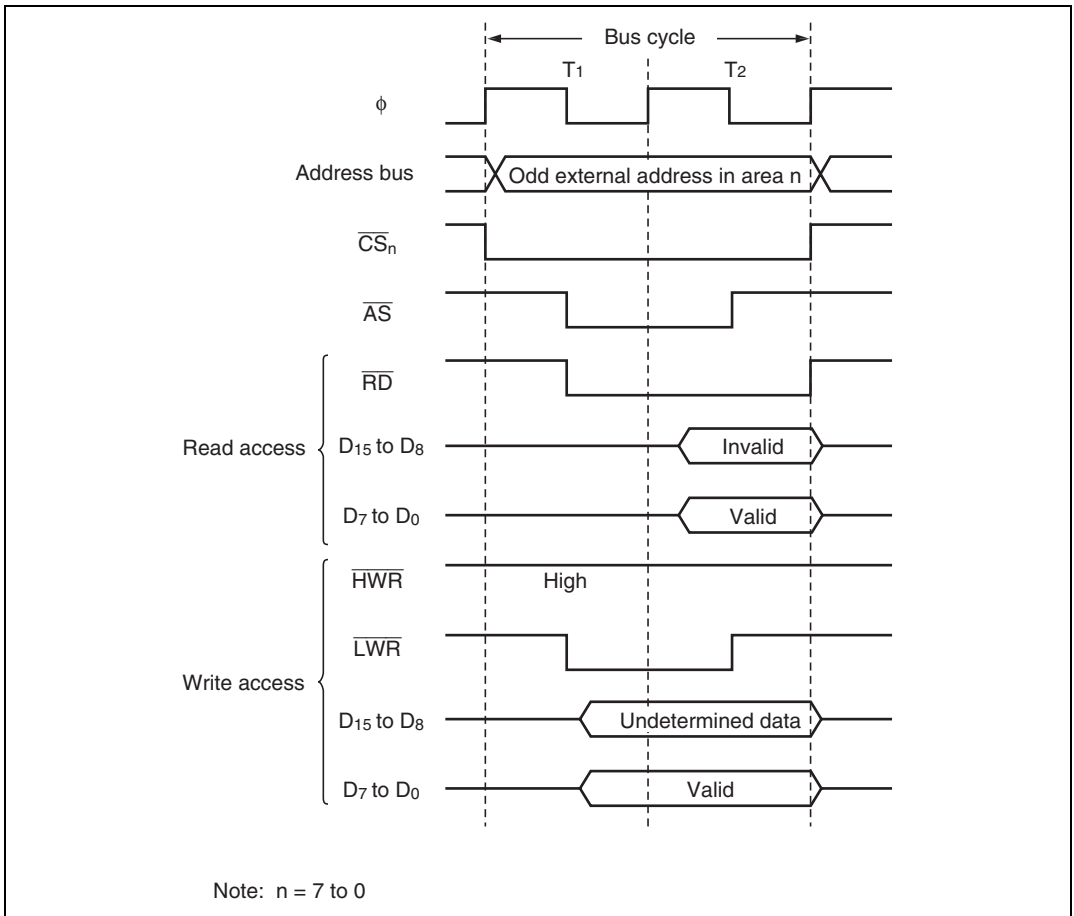 Bus cycle
T1 T2
φ
Address bus Odd external address in area n
CSn
AS
RD
Read access D15 to D8 Invalid
D7 to D0 Valid
HWR High
LWR
Write access
D15 to D8 Undetermined data
D7 to D0 Valid
Note: n = 7 to 0